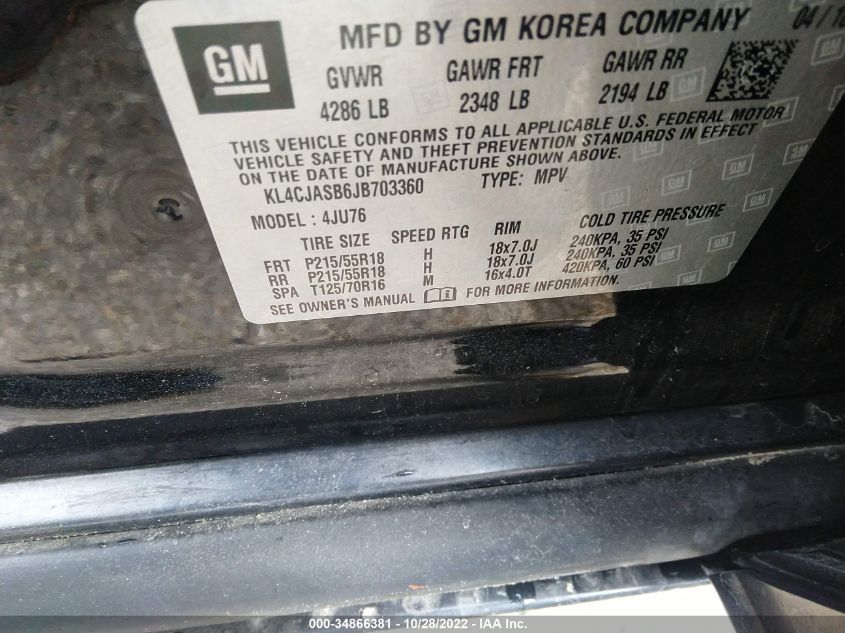 GM
MFD BY GM KOREA COMPANY
04/18
GVWR GAWR FRT GAWR RR
4286 LB 2348 LB 2194 LB
THIS VEHICLE CONFORMS TO ALL APPLICABLE U.S. FEDERAL MOTOR
VEHICLE SAFETY AND THEFT PREVENTION STANDARDS IN EFFECT
ON THE DATE OF MANUFACTURE SHOWN ABOVE.
KL4CJASB6JB703360 TYPE: MPV
MODEL : 4JU76
TIRE SIZE SPEED RTG RIM COLD TIRE PRESSURE
FRT P215/55R18 H 18x7.0J 240KPA, 35 PSI
RR P215/55R18 H 18x7.0J 240KPA, 35 PSI
SPA T125/70R16 M 16x4.0T 420KPA, 60 PSI
SEE OWNER'S MANUAL FOR MORE INFORMATION.
000-34866381 - 10/28/2022 - IAA Inc.